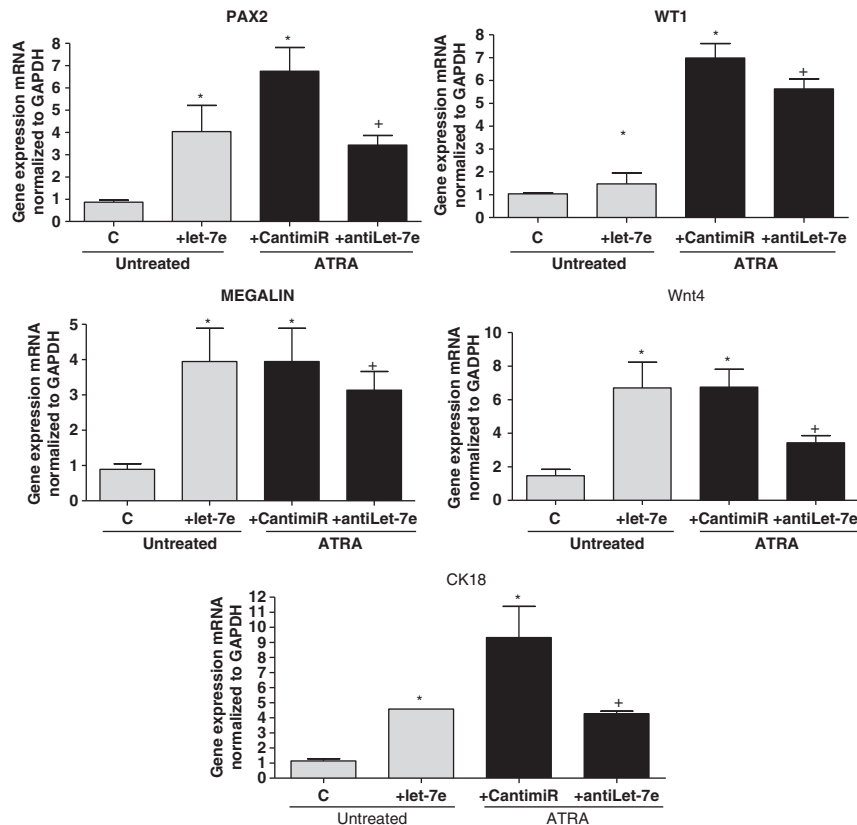 PAX2
Gene expression mRNA
normalized to GAPDH
8
7
6
5
4
3
2
1
0
*
*
+
C
+let-7e
+CantimiR
+antiLet-7e
Untreated
ATRA
WT1
Gene expression mRNA
normalized to GAPDH
8
7
6
5
4
3
2
1
0
*
*
+
C
+let-7e
+CantimiR
+antiLet-7e
Untreated
ATRA
MEGALIN
Gene expression mRNA
normalized to GAPDH
5
4
3
2
1
0
*
*
+
C
+let-7e
+CantimiR
+antiLet-7e
Untreated
ATRA
Wnt4
Gene expression mRNA
normalized to GADPH
10
8
6
4
2
0
*
*
+
C
+let-7e
+CantimiR
+antiLet-7e
Untreated
ATRA
CK18
Gene expression mRNA
normalized to GAPDH
12
11
10
9
8
7
6
5
4
3
2
1
0
*
*
+
C
+let-7e
+CantimiR
+antiLet-7e
Untreated
ATRA